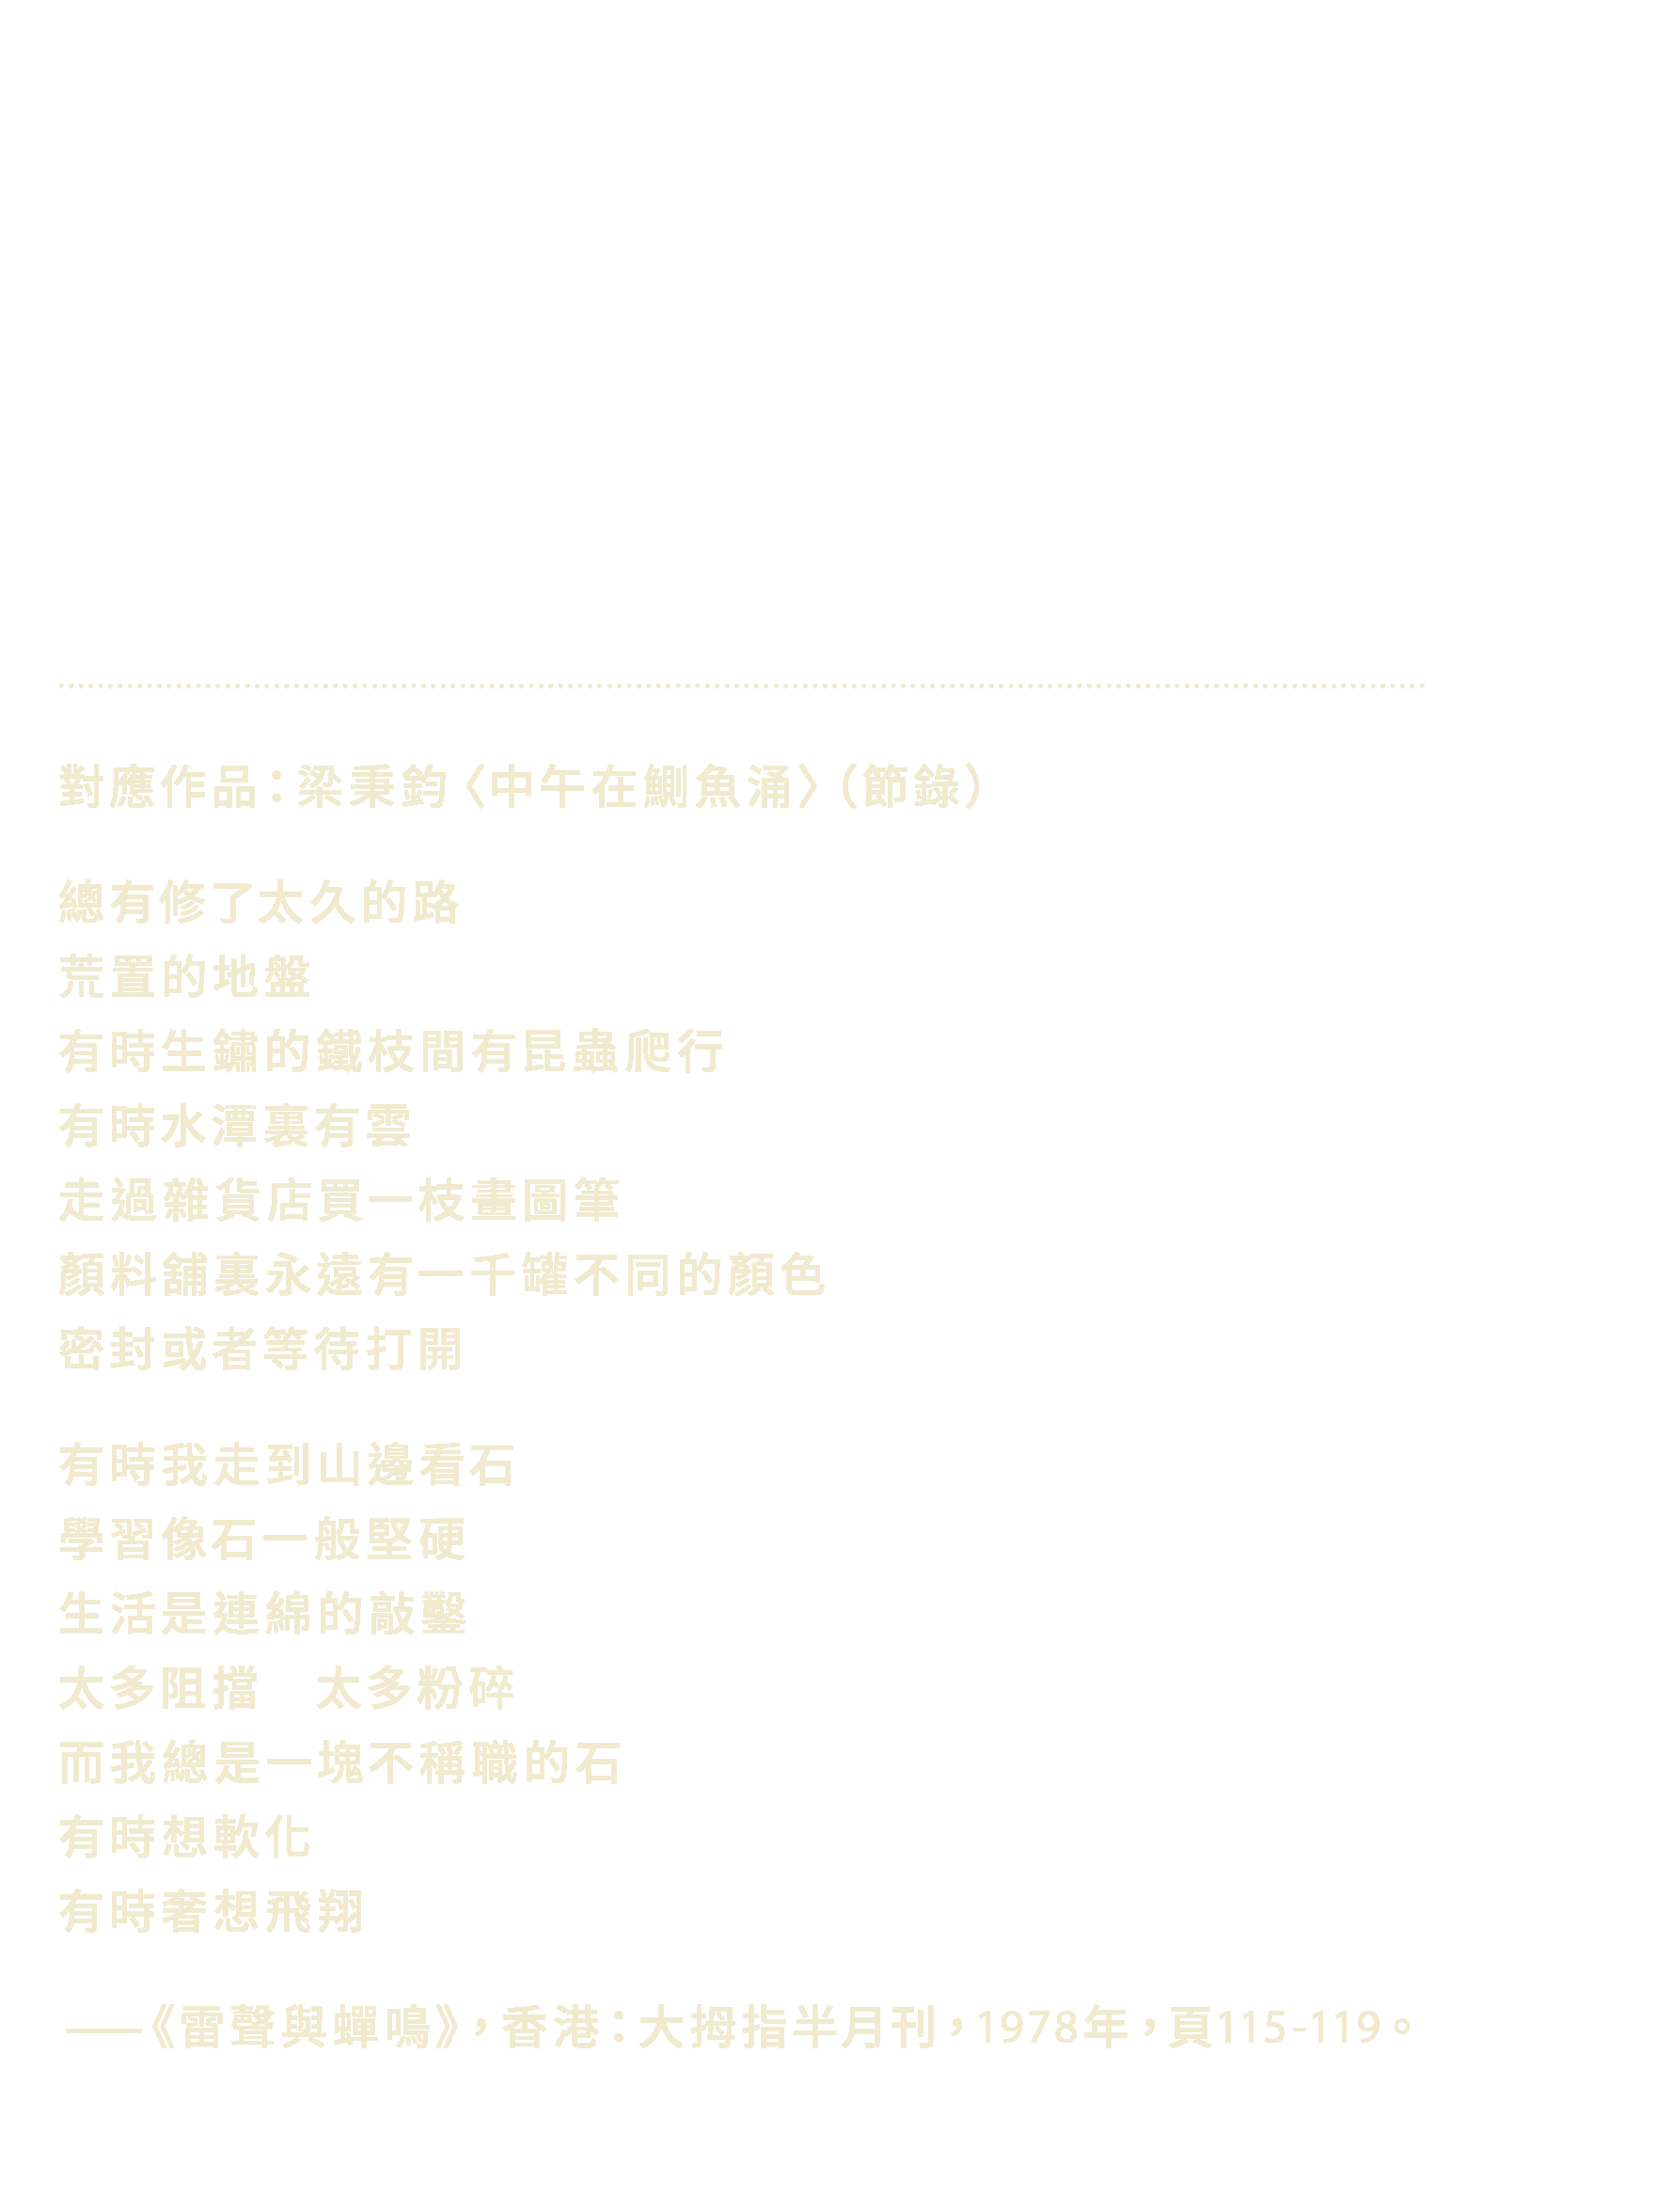 對應作品：梁秉鈞〈中午在鰂魚涌〉（節錄）
總有修了太久的路
荒置的地盤
有時生鏽的鐵枝間有昆蟲爬行
有時水潭裏有雲
走過雜貨店買一枝畫圖筆
顏料舖裏永遠有一千罐不同的顏色
密封或者等待打開
有時我走到山邊看石
學習像石一般堅硬
生活是連綿的敲鑿
太多阻擋　太多粉碎
而我總是一塊不稱職的石
有時想軟化
有時奢想飛翔
——《雷聲與蟬鳴》，香港：大拇指半月刊，1978年，頁115-119。